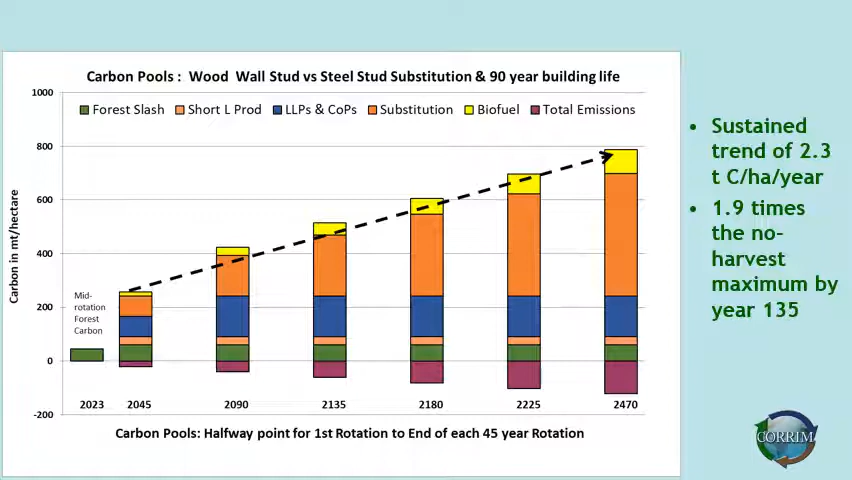 Carbon Pools : Wood Wall Stud vs Steel Stud Substitution & 90 year building life
1000
Forest Slash
Short L Prod
LLPs & CoPs
Substitution
Biofuel
Total Emissions
800
600
400
200
0
-200
Carbon in mt/hectare
Mid-
rotation
Forest
Carbon
2023
2045
2090
2135
2180
2225
2470
Carbon Pools: Halfway point for 1st Rotation to End of each 45 year Rotation
• Sustained
trend of 2.3
t C/ha/year
• 1.9 times
the no-
harvest
maximum by
year 135
CORRIM